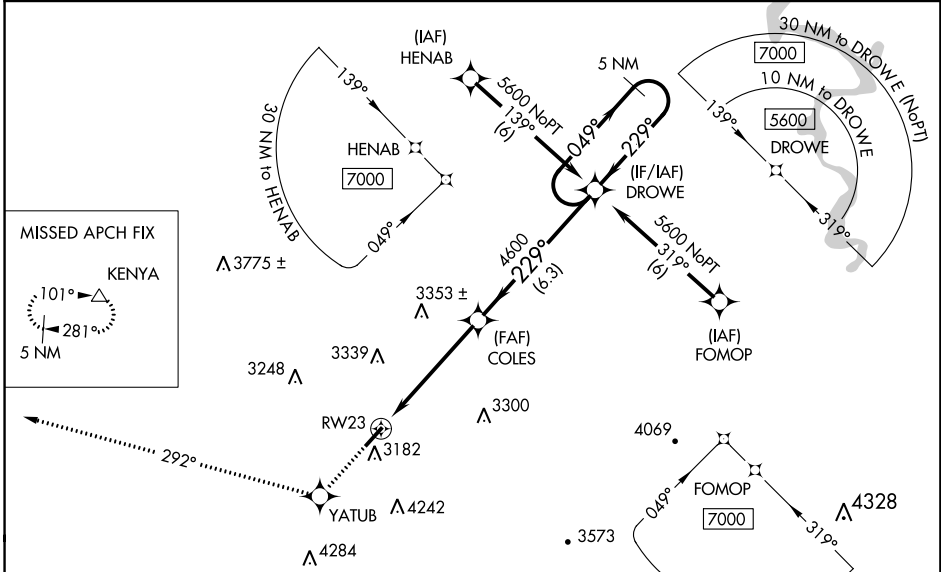 (IAF)
HENAB
5600 NoPT
139°
(6)
5 NM
049°
229°
(IF/IAF)
DROWE
30 NM to HENAB
139°
HENAB
7000
049°
30 NM to DROWE (NoPT)
7000
10 NM to DROWE
5600
139°
DROWE
319°
MISSED APCH FIX
KENYA
101°
281°
5 NM
3775 ±
3353 ±
4600
229°
(6.3)
5600 NoPT
319°
(6)
(IAF)
FOMOP
(FAF)
COLES
3339
3248
3300
RW23
3182
292°
YATUB
4242
4284
4069
3573
FOMOP
7000
049°
319°
4328